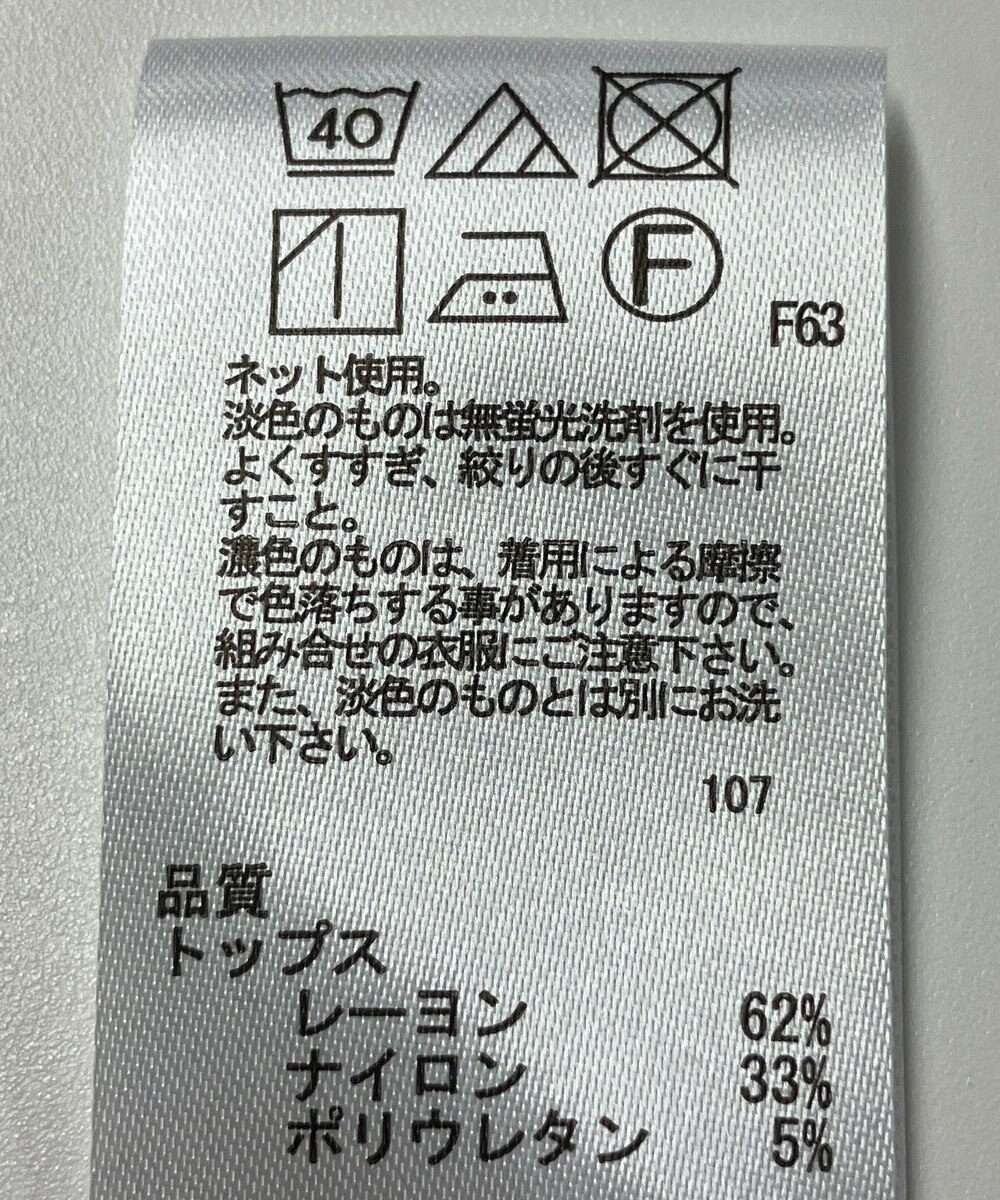 40
F
F63
ネット使用。
淡色のものは無蛍光洗剤を使用。
よくすすぎ、絞りの後すぐに干
すこと。
濃色のものは、着用による摩擦
で色落ちする事がありますので、
組み合せの衣服にご注意下さい。
また、淡色のものとは別にお洗
い下さい。
107
品質
トップス
レーヨン 62%
ナイロン 33%
ポリウレタン 5%